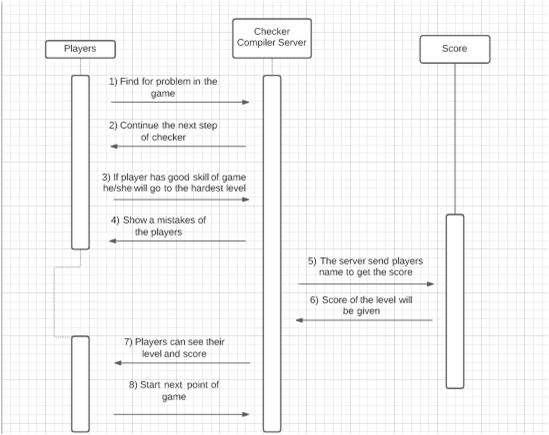 Checker
Compiler Server
Players
Score
1) Find for problem in the
game
2) Continue the next step
of checker
3) If player has good skill of game
he/she will go to the hardest level
4) Show a mistakes of
the players
5) The server send players
name to get the score
6) Score of the level will
be given
7) Players can see their
level and score
8) Start next point of
game